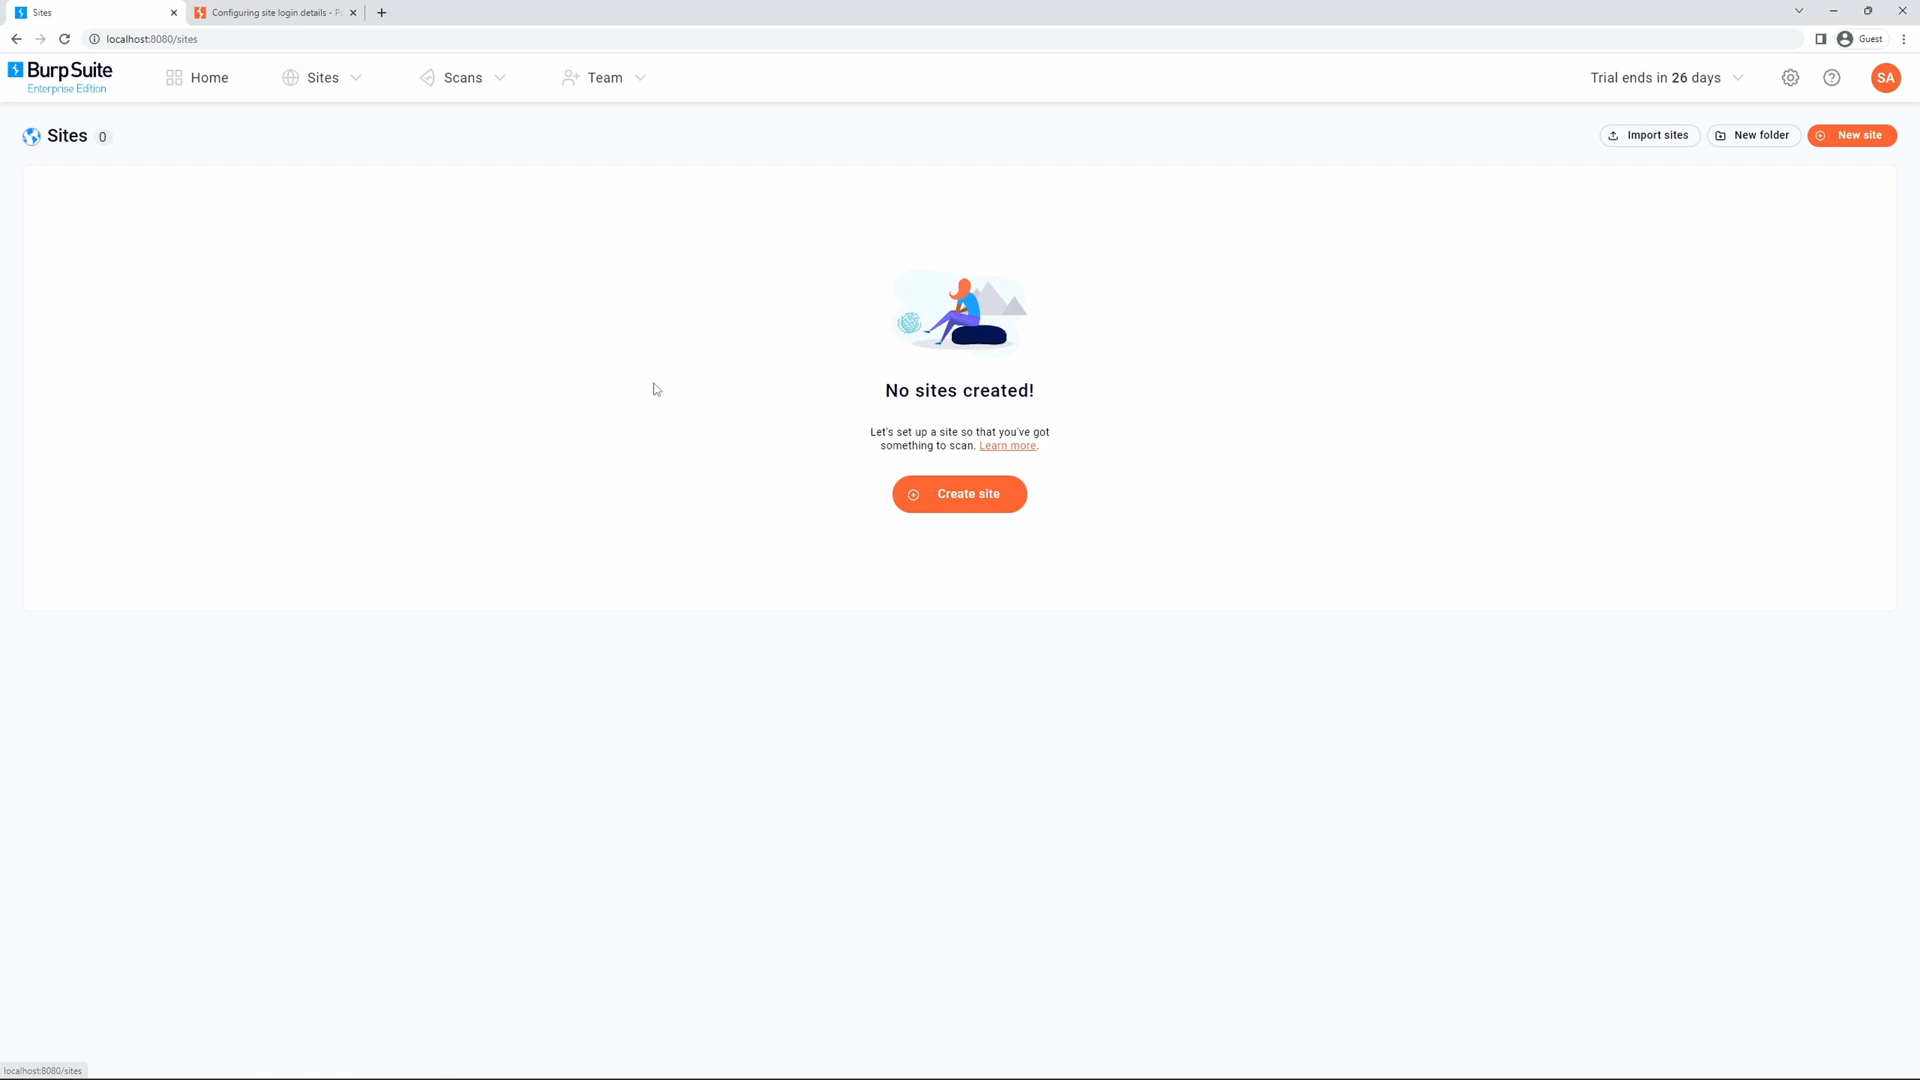 Sites
Configuring site login details - P
localhost:8080/sites
Guest
BurpSuite
Enterprise Edition
Home
Sites
Scans
Team
Trial ends in 26 days
SA
Sites 0
Import sites
New folder
New site
No sites created!
Let's set up a site so that you've got
something to scan. Learn more.
Create site
localhost:8080/sites